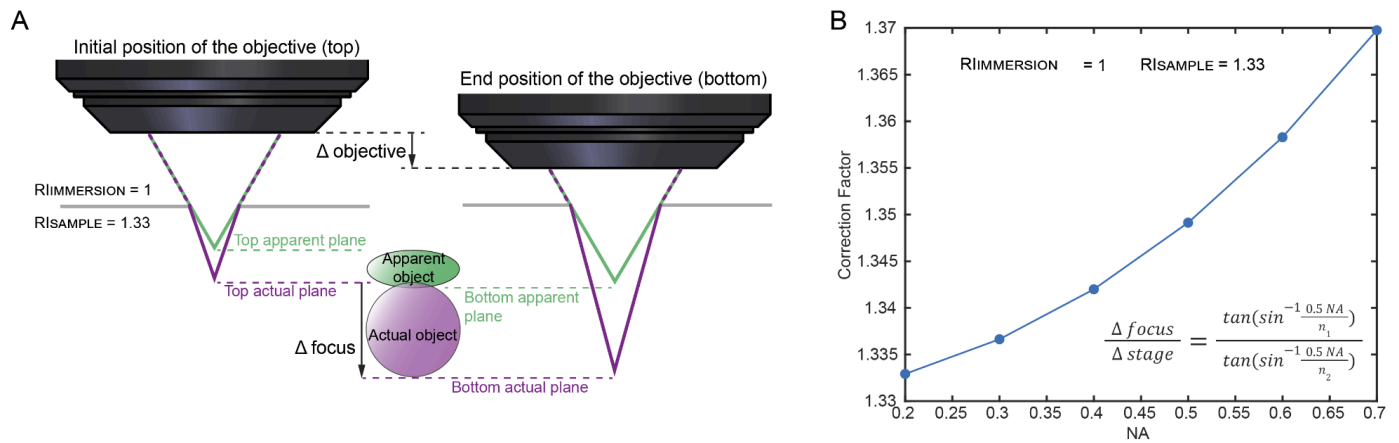 A
Initial position of the objective (top)
End position of the objective (bottom)
Δ objective
RIIMMERSION = 1
RISAMPLE = 1.33
Top apparent plane
Apparent
object
Top actual plane
Bottom apparent
plane
Actual object
Δ focus
Bottom actual plane
B
1.37
1.365
1.36
1.355
1.35
1.345
1.34
1.335
1.33
Correction Factor
RIIMMERSION = 1 RISAMPLE = 1.33
Δ focus / Δ stage = tan(sin⁻¹ 0.5 NA / n₁) / tan(sin⁻¹ 0.5 NA / n₂)
0.2 0.25 0.3 0.35 0.4 0.45 0.5 0.55 0.6 0.65 0.7
NA